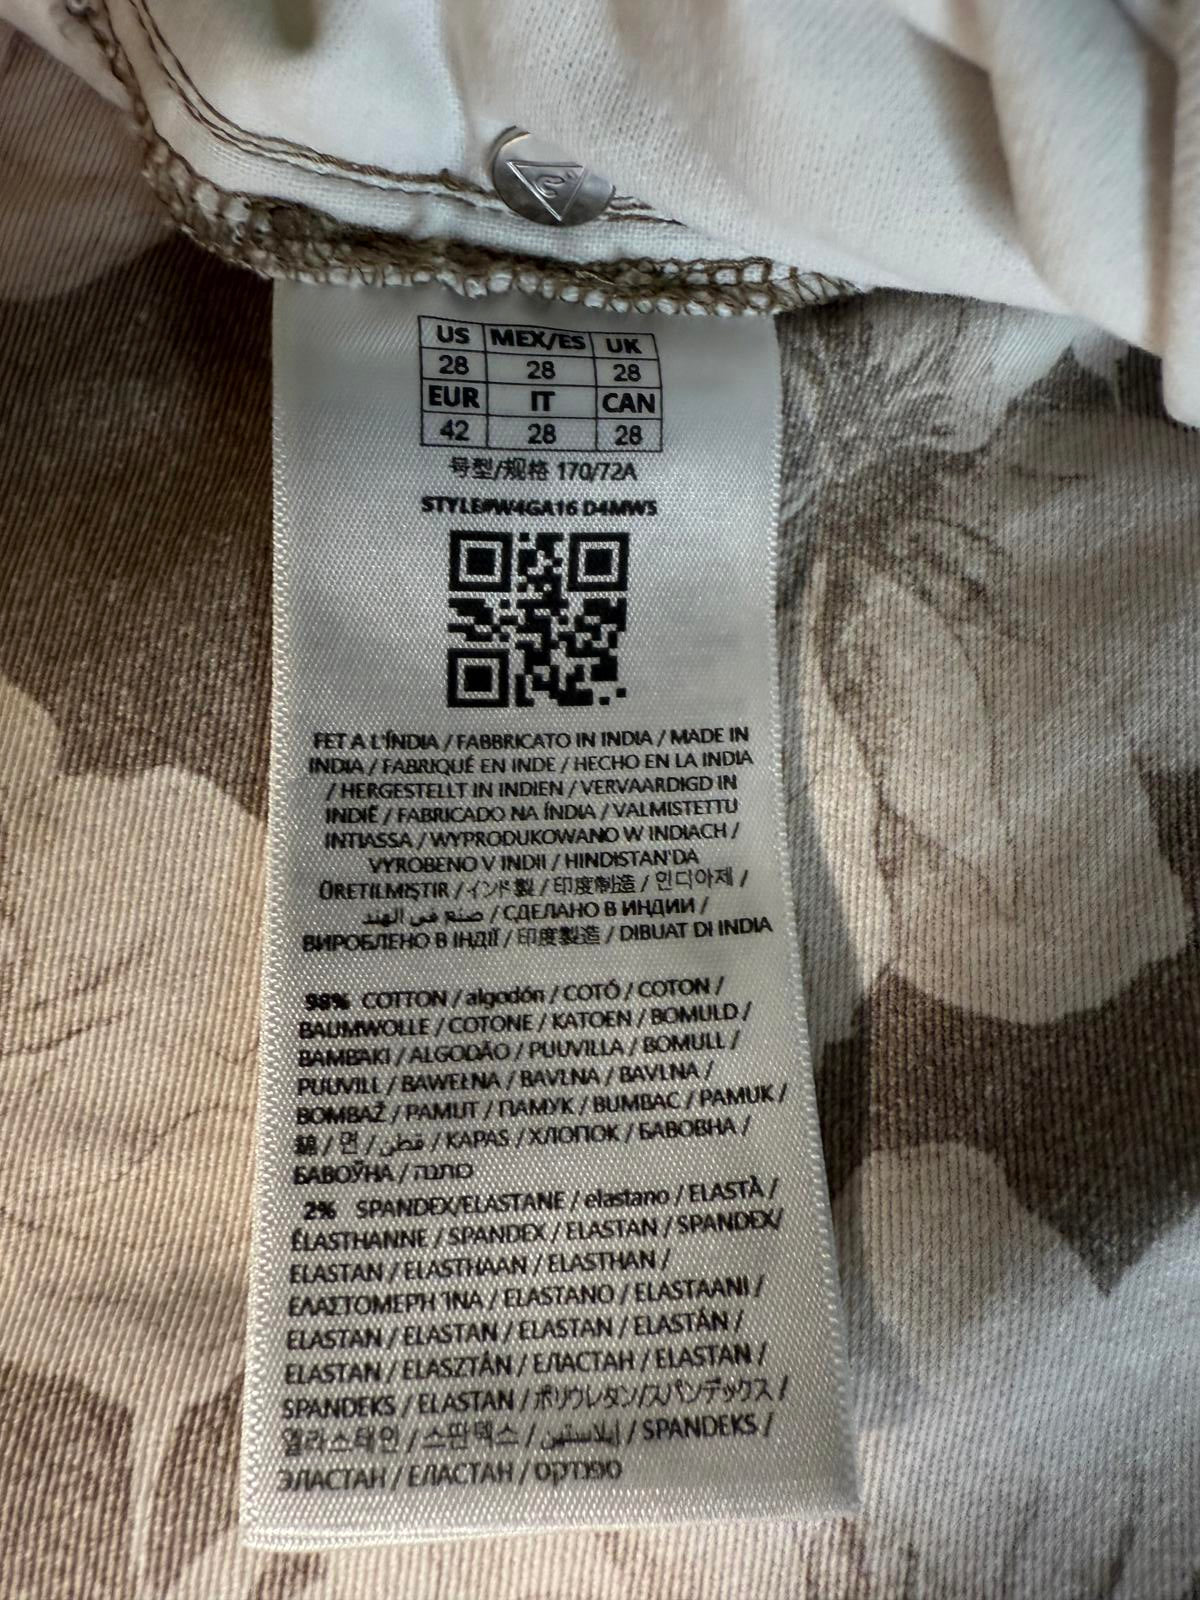 US MEX/ES UK
28 28 28
EUR IT CAN
42 28 28
号型/规格 170/72A
STYLE#W4GA16 D4MW5
FET A L'ÍNDIA / FABBRICATO IN INDIA / MADE IN
INDIA / FABRIQUÉ EN INDE / HECHO EN LA INDIA
/ HERGESTELLT IN INDIEN / VERVAARDIGD IN
INDIË / FABRICADO NA ÍNDIA / VALMISTETTU
INTIASSA / WYPRODUKOWANO W INDIACH /
VYROBENO V INDII / HINDISTAN'DA
ÜRETILMIŞTIR / インド製 / 印度制造 / 인디아제 /
صنع في الهند / СДЕЛАНО В ИНДИИ /
ВИРОБЛЕНО В ІНДІЇ / 印度製造 / DIBUAT DI INDIA
98% COTTON / algodón / COTÓ / COTON /
BAUMWOLLE / COTONE / KATOEN / BOMULD /
BAMBAKI / ALGODÃO / PUUVILLA / BOMULL /
PUUVILL / BAWEŁNA / BAVLNA / BAVLNA /
BOMBAŽ / PAMUT / ПАМУК / BUMBAC / PAMUK /
綿 / 면 / قطن / KAPAS / ХЛОПОК / БАВОВНА /
БАВОЎНА / כותנה
2% SPANDEX/ELASTANE / elastano / ELASTÀ /
ÉLASTHANNE / SPANDEX / ELASTAN / SPANDEX/
ELASTAN / ELASTHAAN / ELASTHAN /
ΕΛΑΣΤΟΜΕΡΉ ΊΝΑ / ELASTANO / ELASTAANI /
ELASTAN / ELASTAN / ELASTAN / ELASTÁN /
ELASTAN / ELASZTÁN / ЕЛАСТАН / ELASTAN /
SPANDEKS / ELASTAN / ポリウレタン/スパンデックス /
엘라스테인 / 스판덱스 / إيلاستين / SPANDEKS /
ЭЛАСТАН / ЕЛАСТАН / ספנדקס